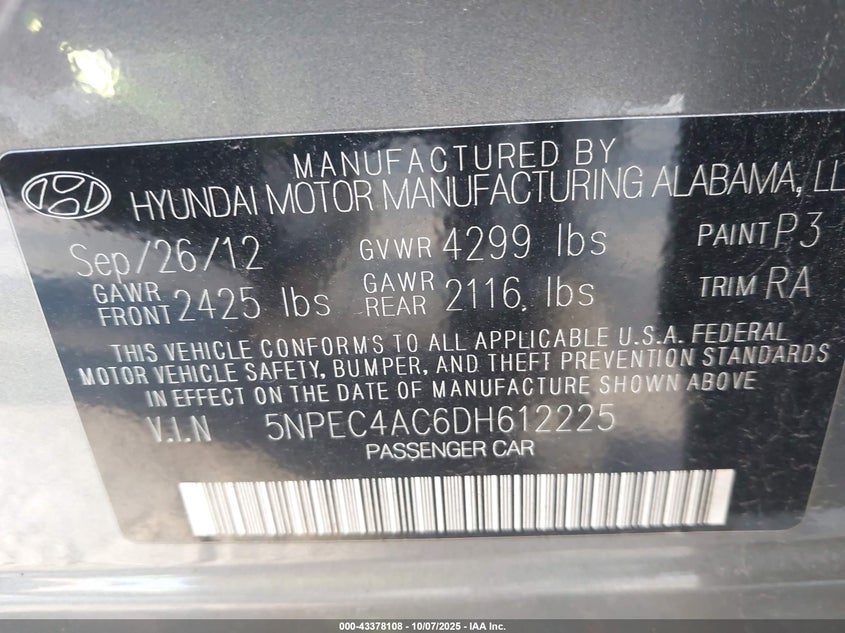 MANUFACTURED BY
HYUNDAI MOTOR MANUFACTURING ALABAMA, LL
Sep/26/12 GVWR 4299 lbs PAINT P3
GAWR FRONT 2425 lbs GAWR REAR 2116. lbs TRIM RA
THIS VEHICLE CONFORMS TO ALL APPLICABLE U.S.A. FEDERAL
MOTOR VEHICLE SAFETY, BUMPER, AND THEFT PREVENTION STANDARDS
IN EFFECT ON THE DATE OF MANUFACTURE SHOWN ABOVE.
V.I.N 5NPEC4AC6DH612225
PASSENGER CAR
000-43378108 - 10/07/2025 - IAA Inc.